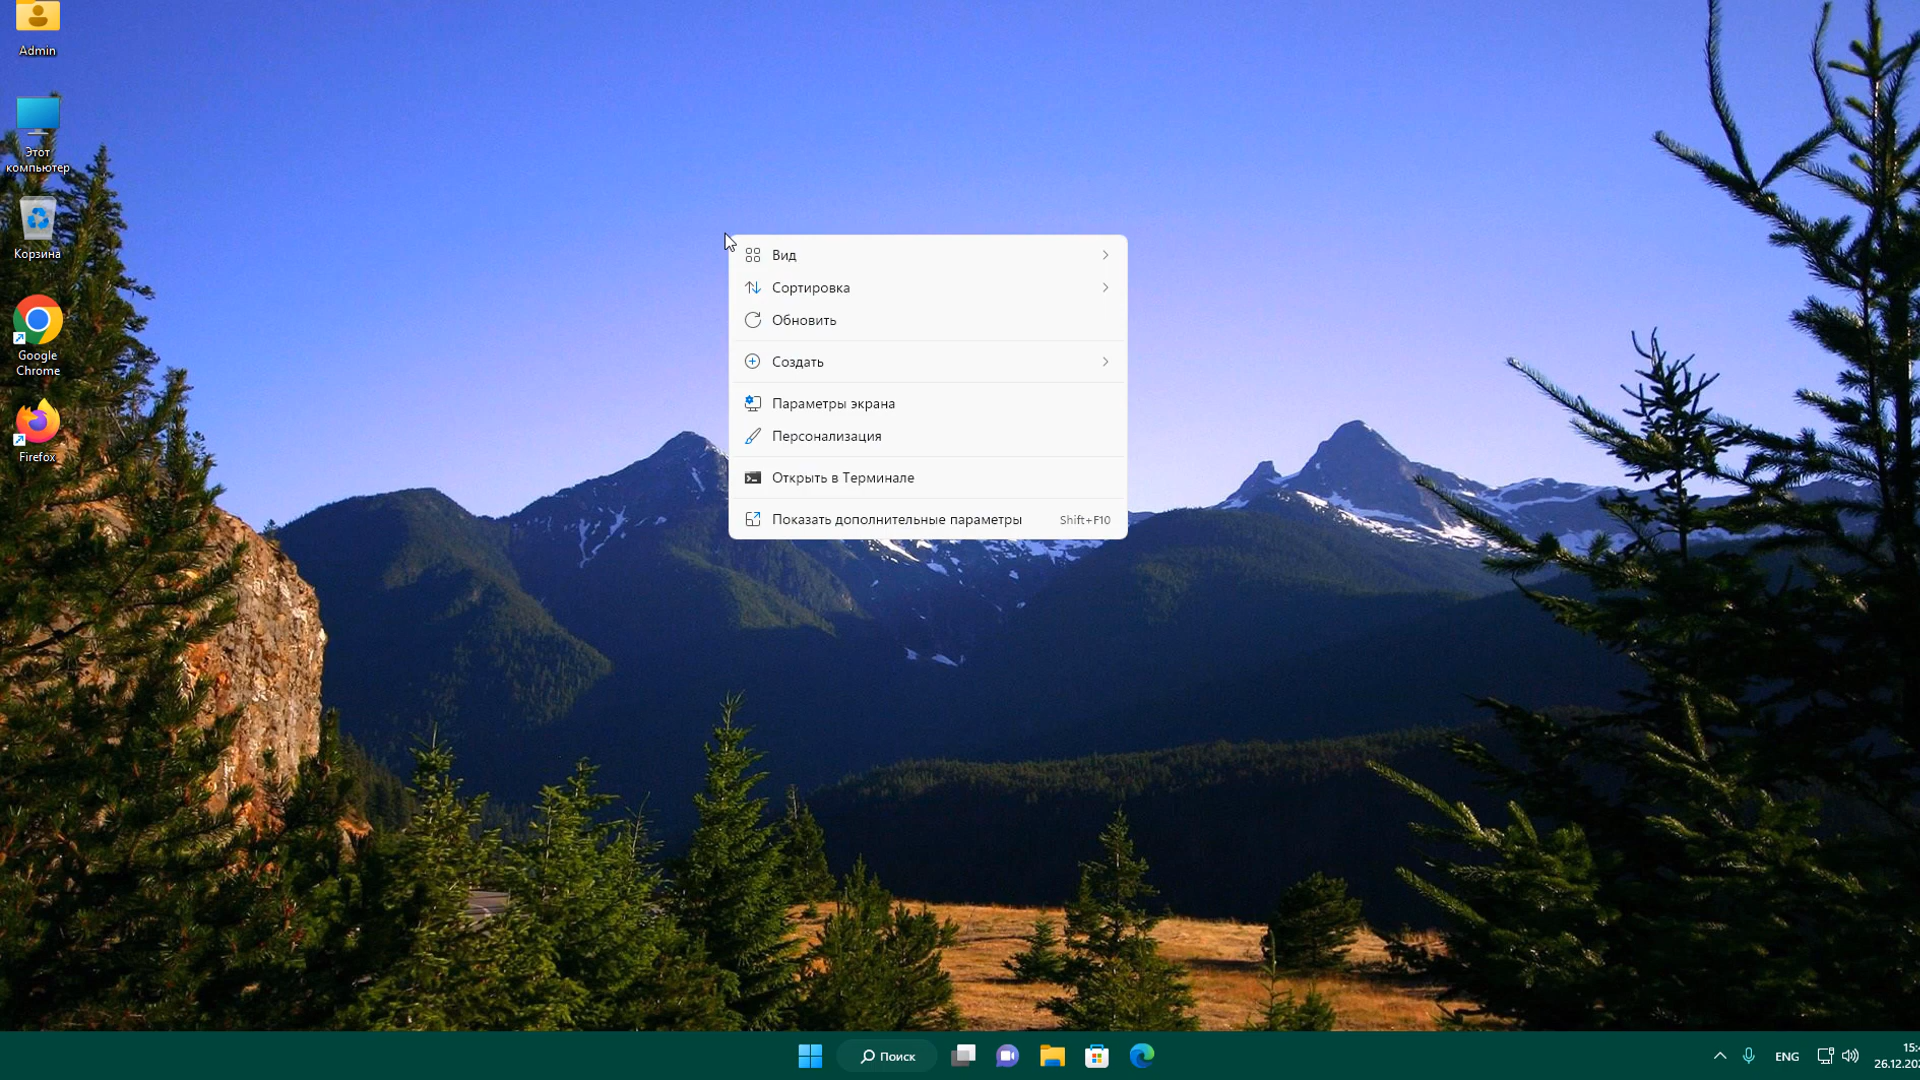 Admin
Этот
компьютер
Корзина
Google
Chrome
Firefox
Вид
Сортировка
Обновить
Создать
Параметры экрана
Персонализация
Открыть в Терминале
Показать дополнительные параметры Shift+F10
Поиск
ENG